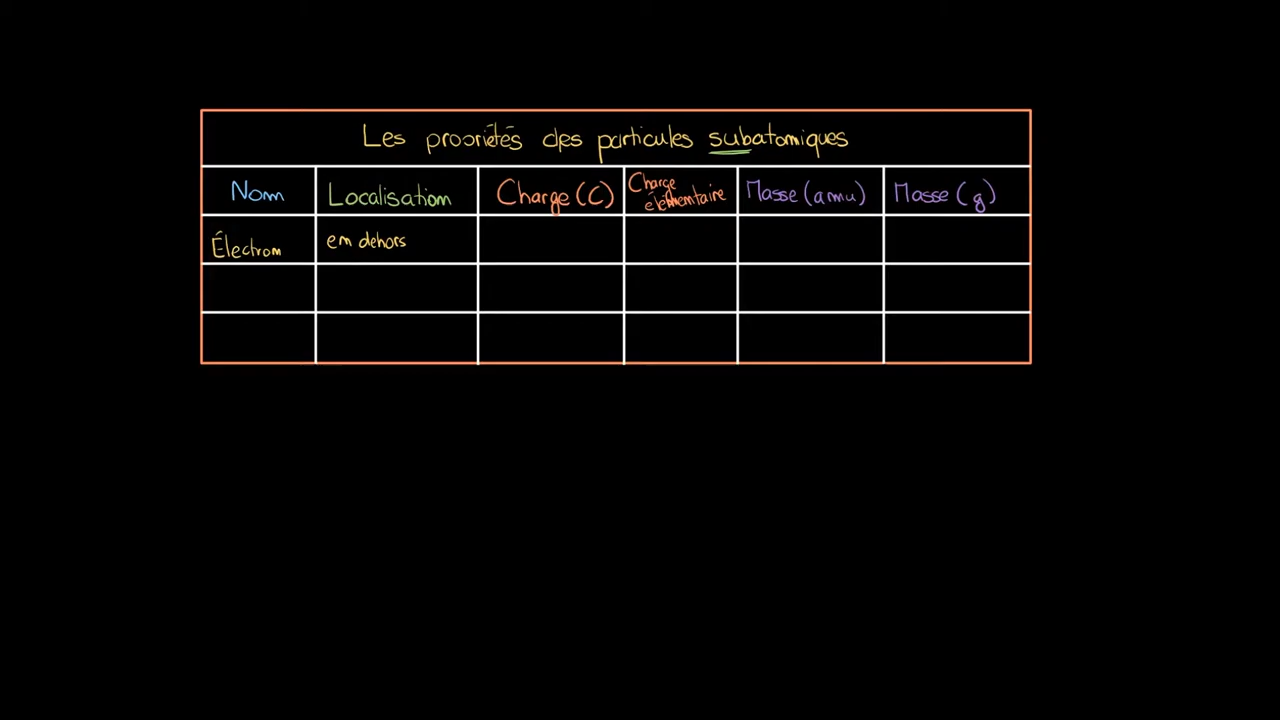 Les propriétés des particules subatomiques
Nom
Localisation
Charge (C)
Charge
élémentaire
Masse (amu)
Masse (g)
Électron
en dehors